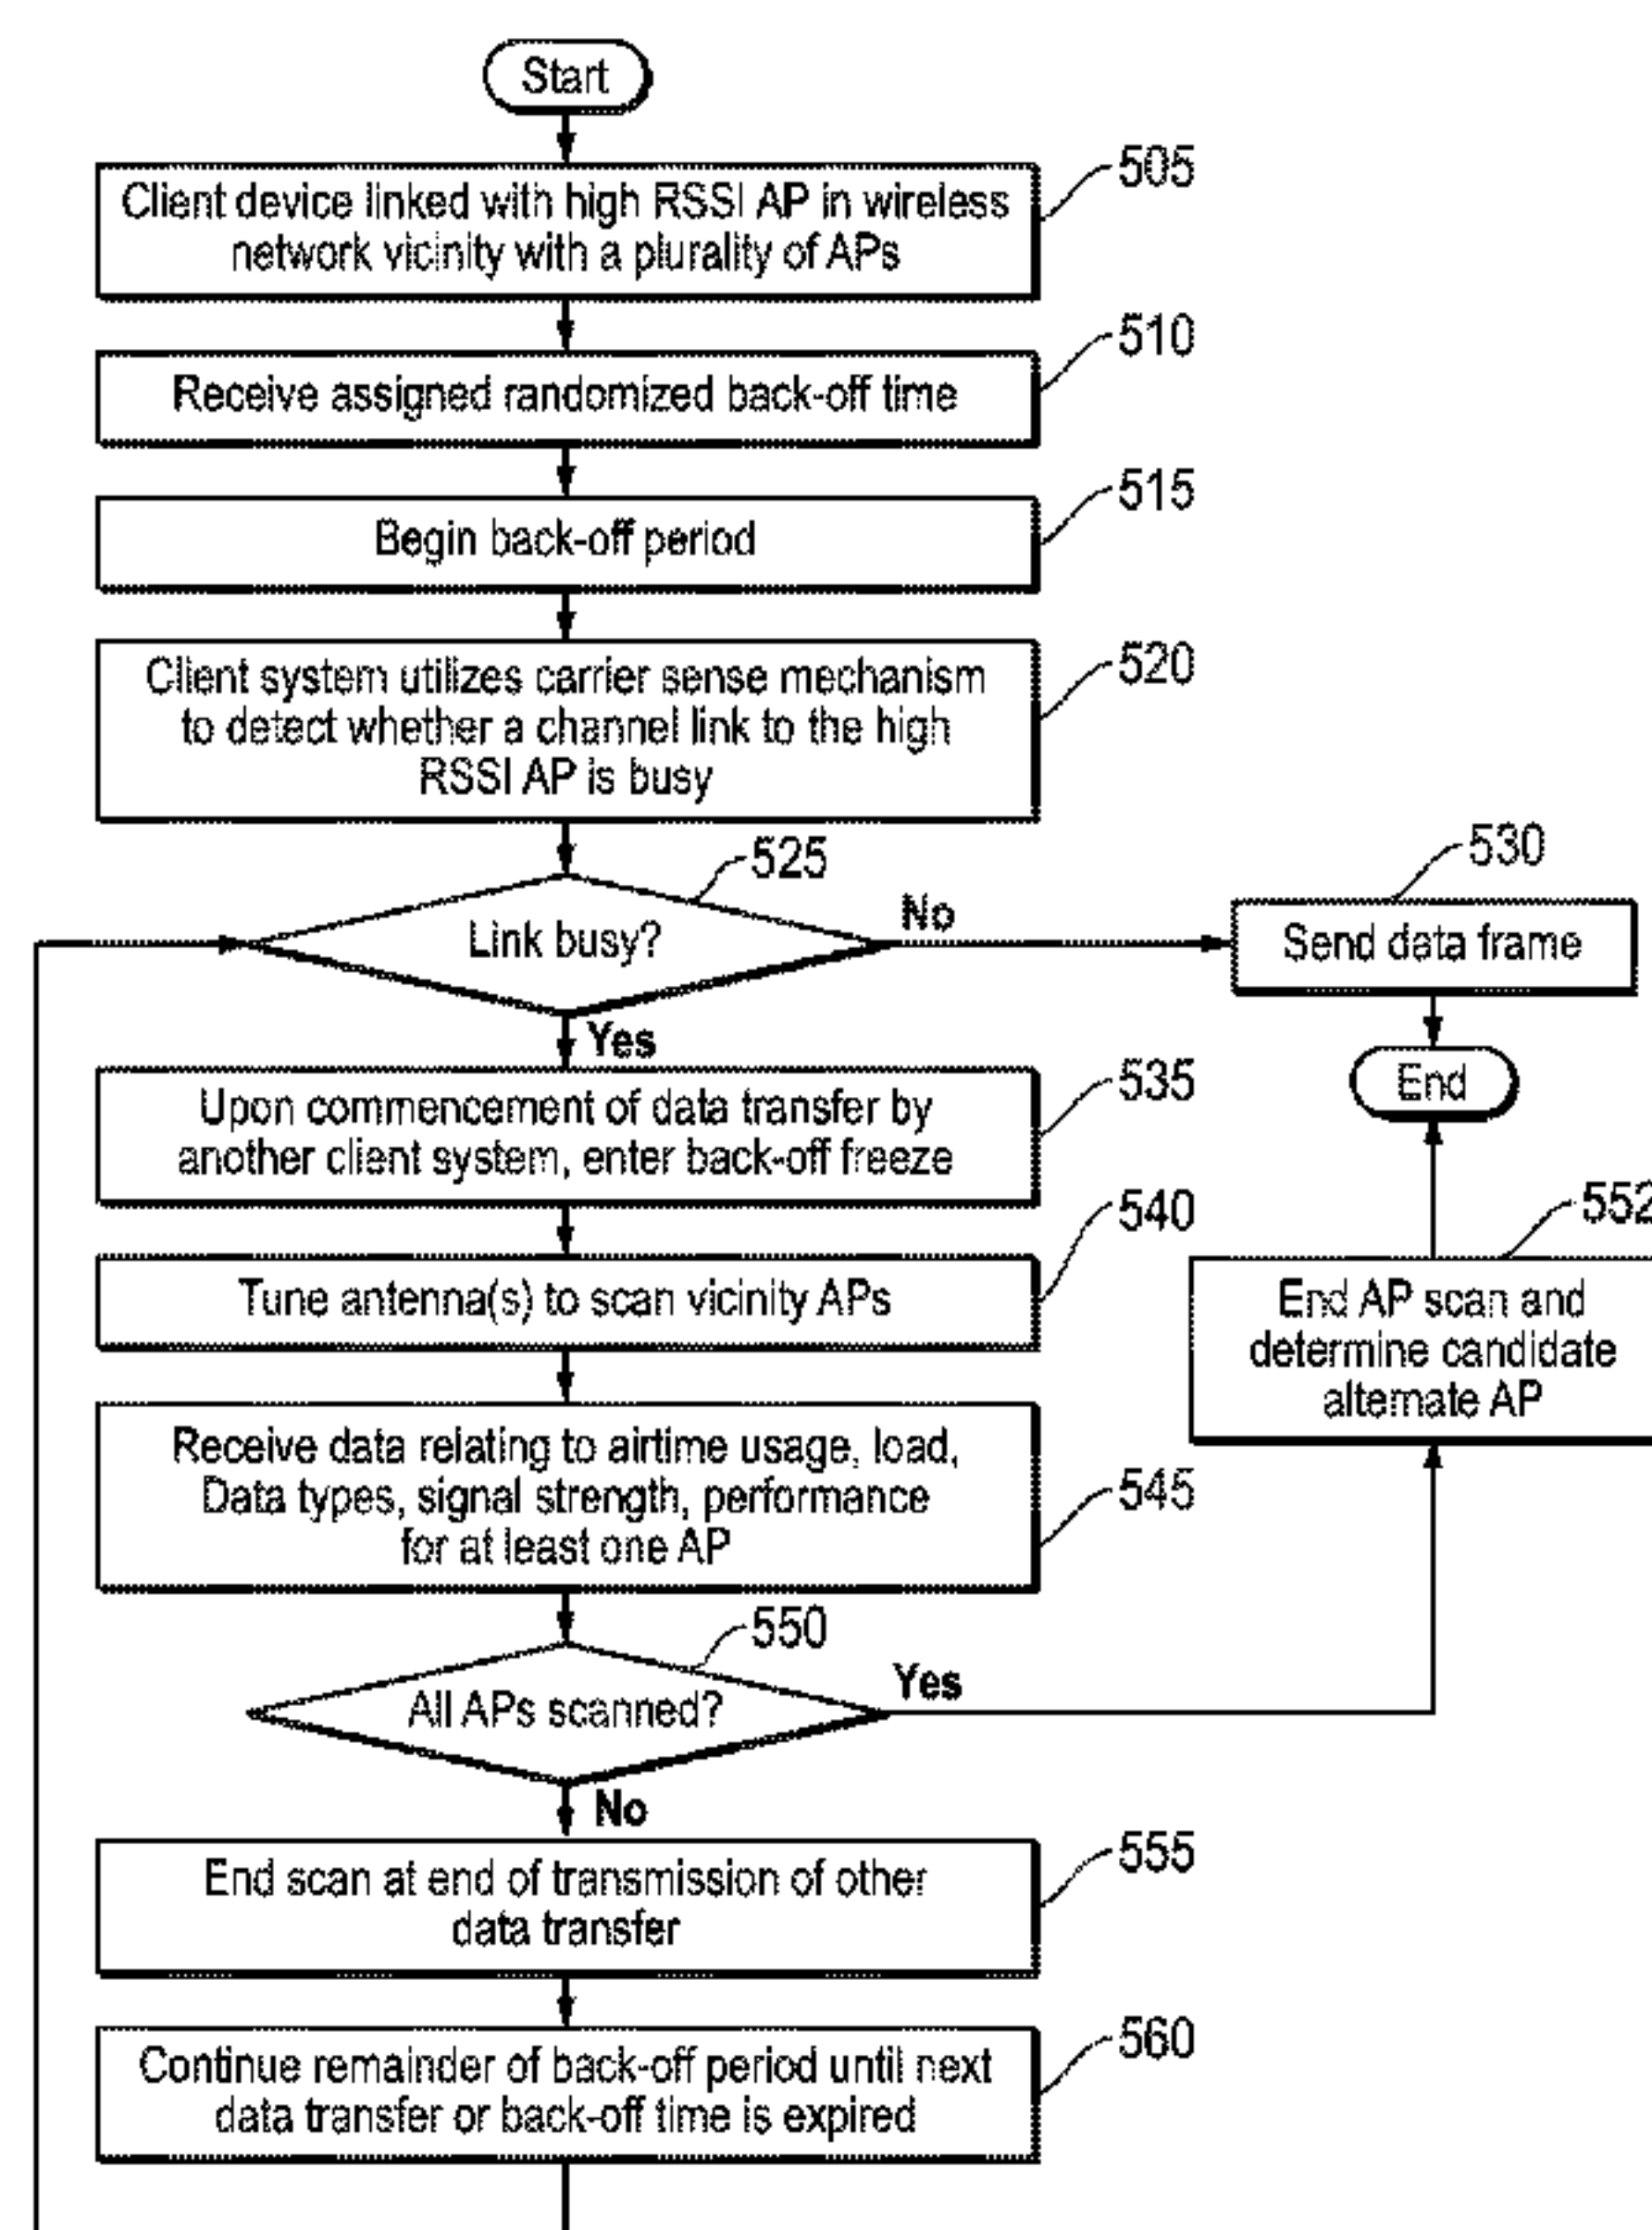 Start
505
Client device linked with high RSSI AP in wireless
network vicinity with a plurality of APs
510
Receive assigned randomized back-off time
515
Begin back-off period
520
Client system utilizes carrier sense mechanism
to detect whether a channel link to the high
RSSI AP is busy
525
Link busy?
No
530
Send data frame
End
Yes
535
Upon commencement of data transfer by
another client system, enter back-off freeze
540
Tune antenna(s) to scan vicinity APs
552
End AP scan and
determine candidate
alternate AP
545
Receive data relating to airtime usage, load,
Data types, signal strength, performance
for at least one AP
550
All APs scanned?
Yes
No
555
End scan at end of transmission of other
data transfer
560
Continue remainder of back-off period until next
data transfer or back-off time is expired